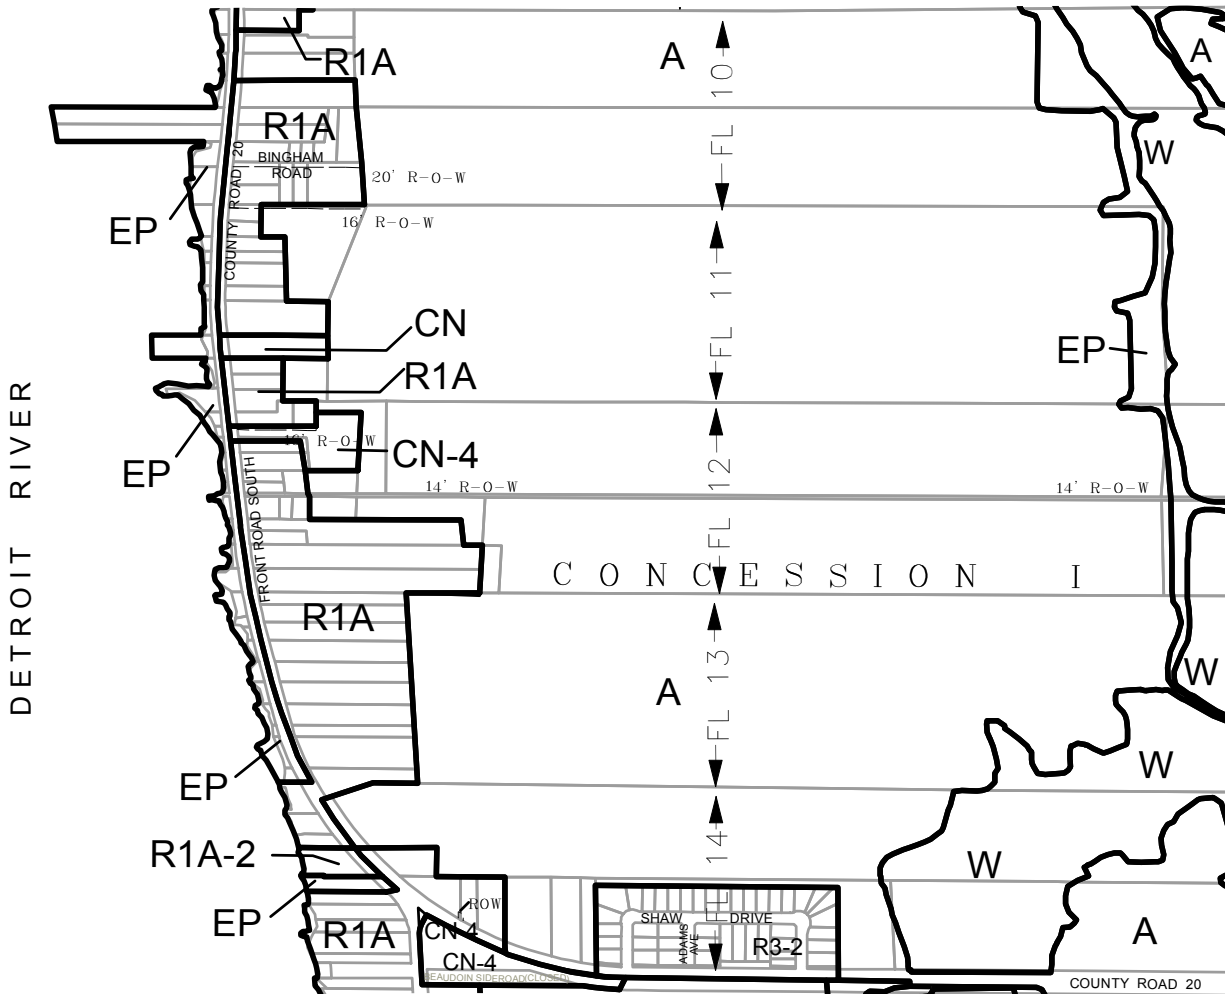 R1A
A
A
FL 10
R1A
W
BINGHAM
ROAD
20' R-O-W
COUNTY ROAD 20
EP
16' R-O-W
FL 11
CN
EP
R1A
DETROIT RIVER
16' R-O-W
CN-4
EP
FL 12
14' R-O-W
14' R-O-W
FRONT ROAD SOUTH
CONCESSION I
R1A
FL 13
A
W
EP
W
FL 14
R1A-2
W
EP
ROW
SHAW DRIVE
ADAMS
AVE
R3-2
R1A
CN-4
A
CN-4
BEAUDOIN SIDEROAD(CLOSED)
COUNTY ROAD 20